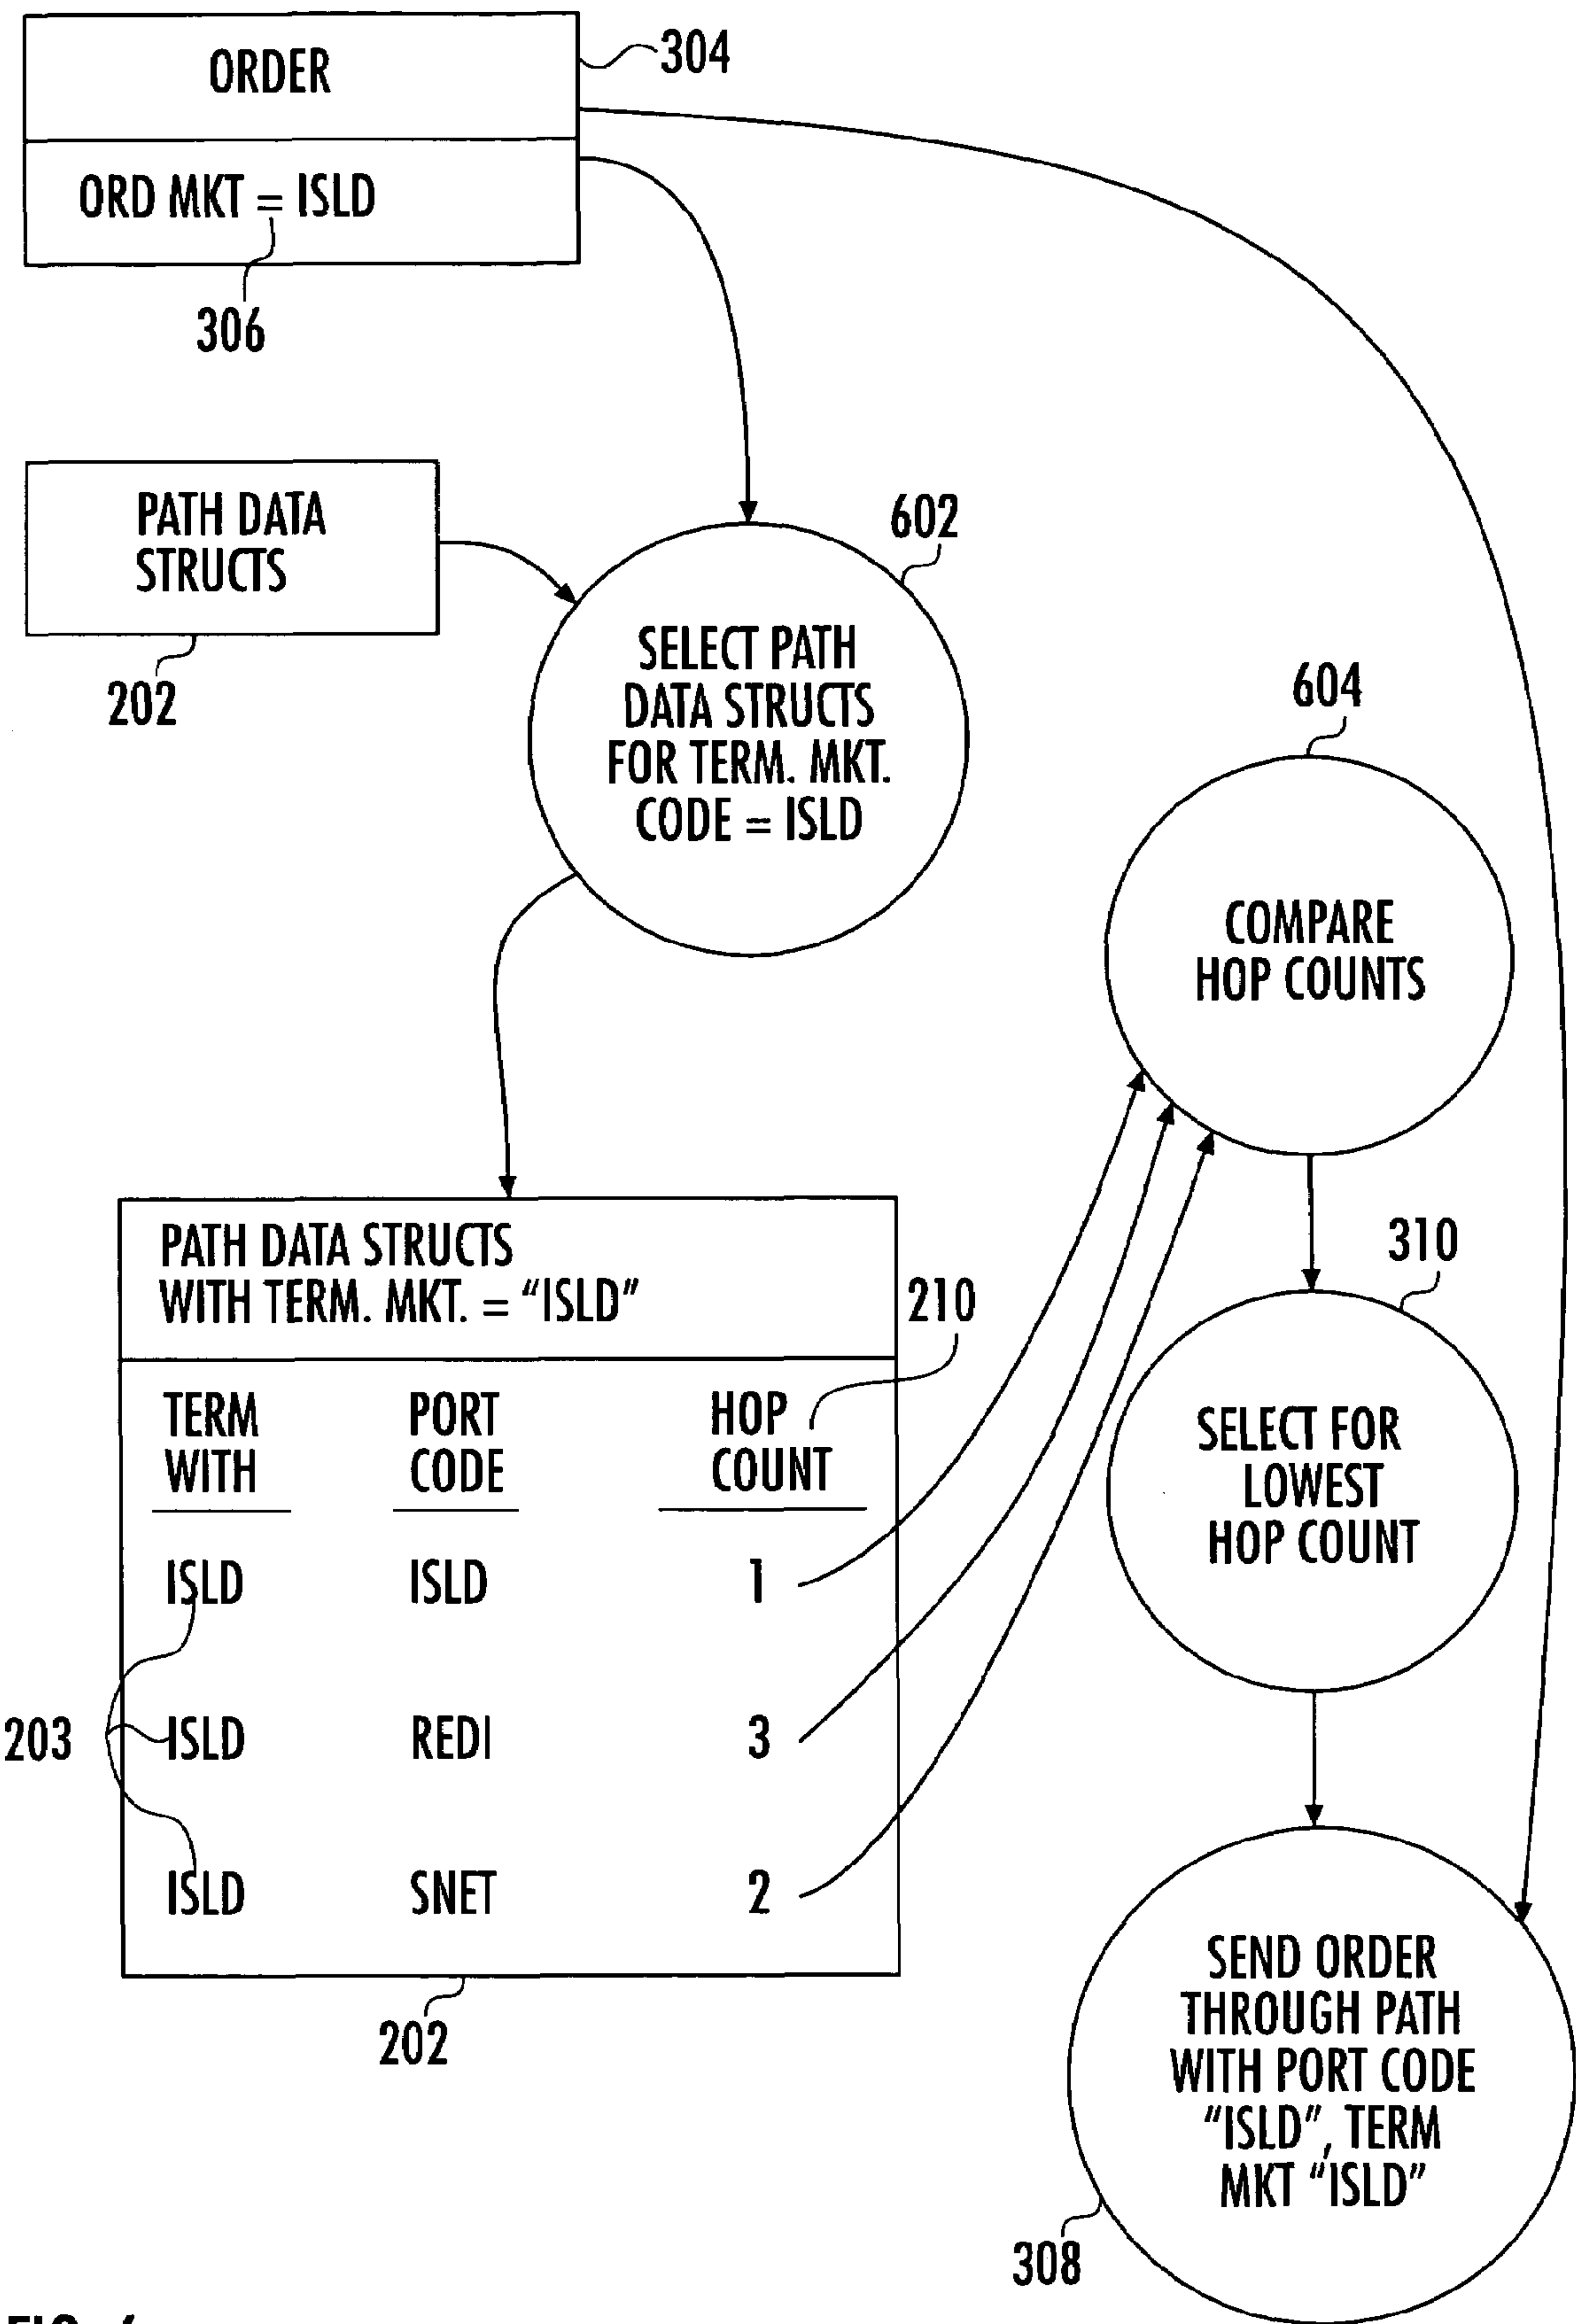 ORDER
304
ORD MKT = ISLD
306
PATH DATA
STRUCTS
202
602
SELECT PATH
DATA STRUCTS
FOR TERM. MKT.
CODE = ISLD
604
COMPARE
HOP COUNTS
PATH DATA STRUCTS
WITH TERM. MKT. = "ISLD"
210
TERM WITH PORT CODE HOP COUNT
ISLD ISLD 1
203
ISLD REDI 3
ISLD SNET 2
202
310
SELECT FOR
LOWEST
HOP COUNT
SEND ORDER
THROUGH PATH
WITH PORT CODE
"ISLD", TERM
MKT "ISLD"
308